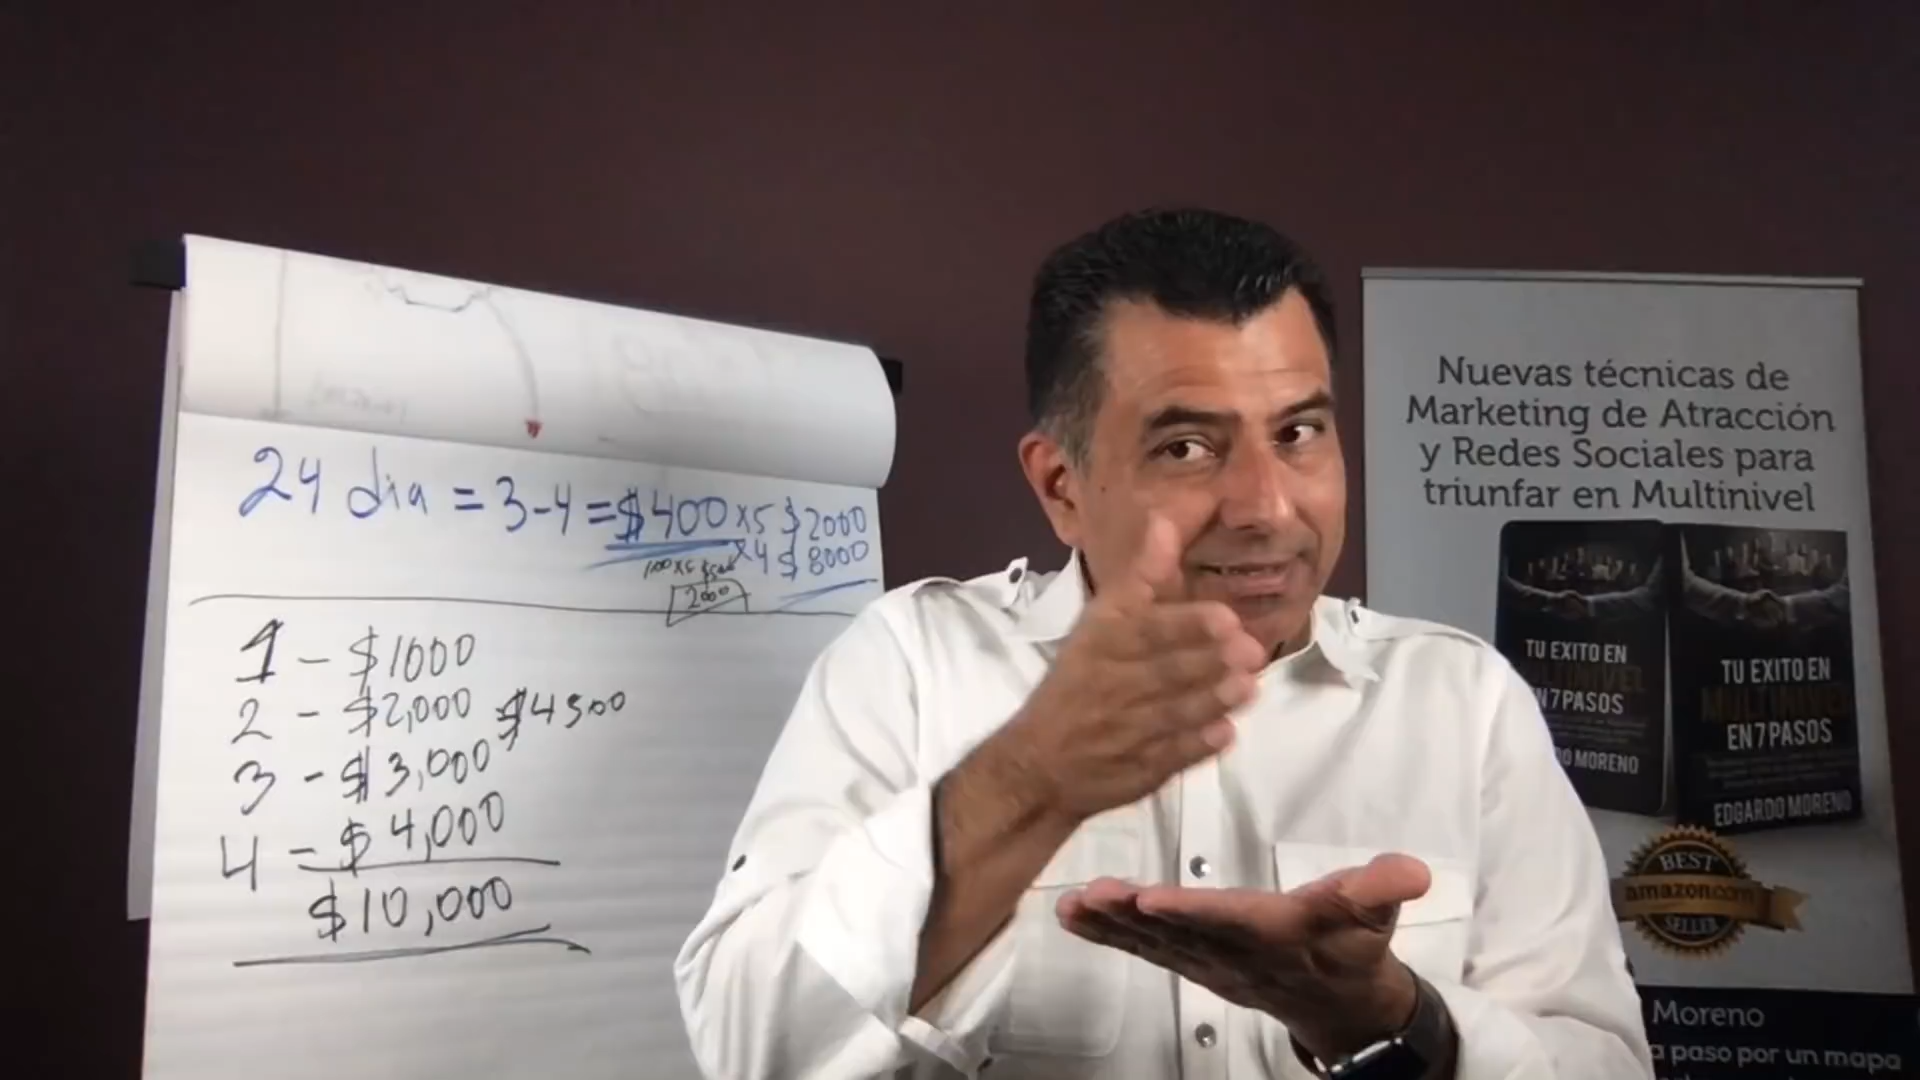 24 dia = 3-4 = $400 x5 $2000
x4 $8000
2000
1 - $1000
2 - $2,000 $4500
3 - $3,000
4 - $4,000
$10,000
Nuevas técnicas de
Marketing de Atracción
y Redes Sociales para
triunfar en Multinivel
TU EXITO EN
N 7 PASOS
DO MORENO
TU EXITO EN
MULTINIVEL
EN 7 PASOS
EDGARDO MORENO
BEST
amazon.com
SELLER
Moreno
a paso por un mapa